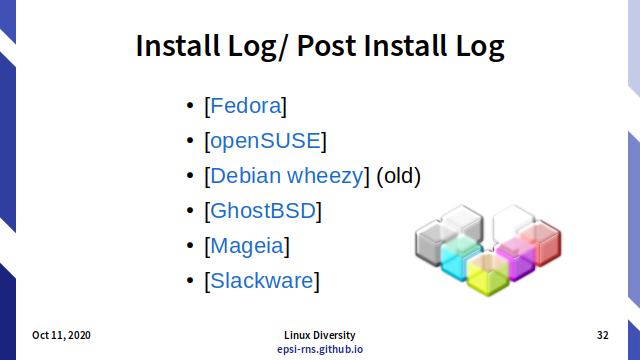 Install Log/ Post Install Log
• [Fedora]
• [openSUSE]
• [Debian wheezy] (old)
• [GhostBSD]
• [Mageia]
• [Slackware]
Oct 11, 2020
Linux Diversity
epsi-rns.github.io
32